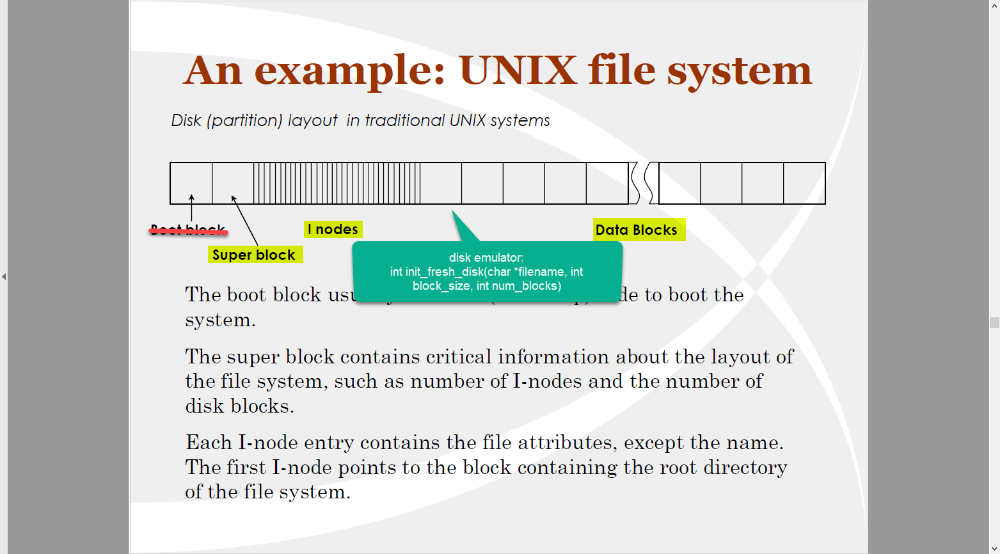 An example: UNIX file system
Disk (partition) layout in traditional UNIX systems
Boot block
I nodes
Data Blocks
Super block
disk emulator:
int init_fresh_disk(char *filename, int
block_size, int num_blocks)
The boot block to boot the
system.
The super block contains critical information about the layout of
the file system, such as number of I-nodes and the number of
disk blocks.
Each I-node entry contains the file attributes, except the name.
The first I-node points to the block containing the root directory
of the file system.